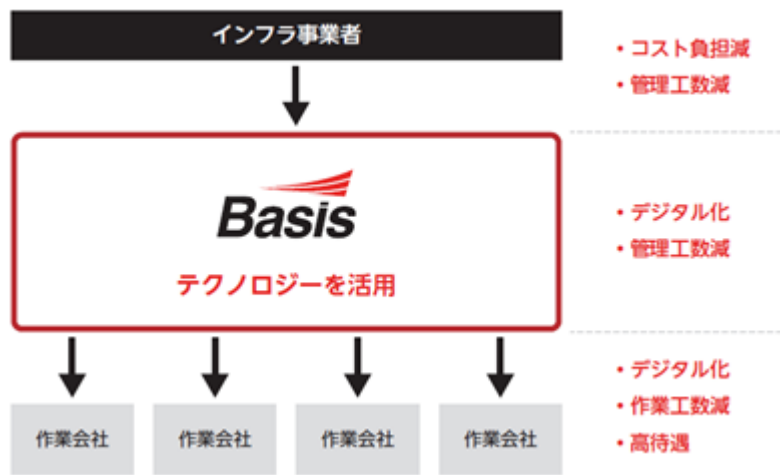 インフラ事業者
・コスト負担減
・管理工数減
Basis
テクノロジーを活用
・デジタル化
・管理工数減
作業会社
作業会社
作業会社
作業会社
・デジタル化
・作業工数減
・高待遇